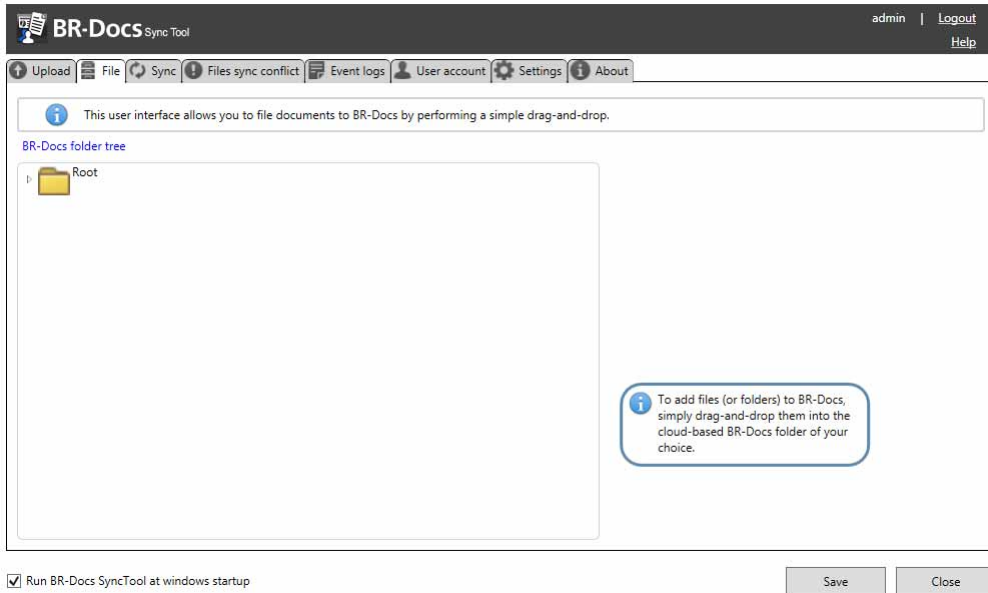 BR-Docs Sync Tool
admin | Logout
Help
Upload File Sync Files sync conflict Event logs User account Settings About
This user interface allows you to file documents to BR-Docs by performing a simple drag-and-drop.
BR-Docs folder tree
Root
To add files (or folders) to BR-Docs,
simply drag-and-drop them into the
cloud-based BR-Docs folder of your
choice.
Run BR-Docs SyncTool at windows startup
Save Close